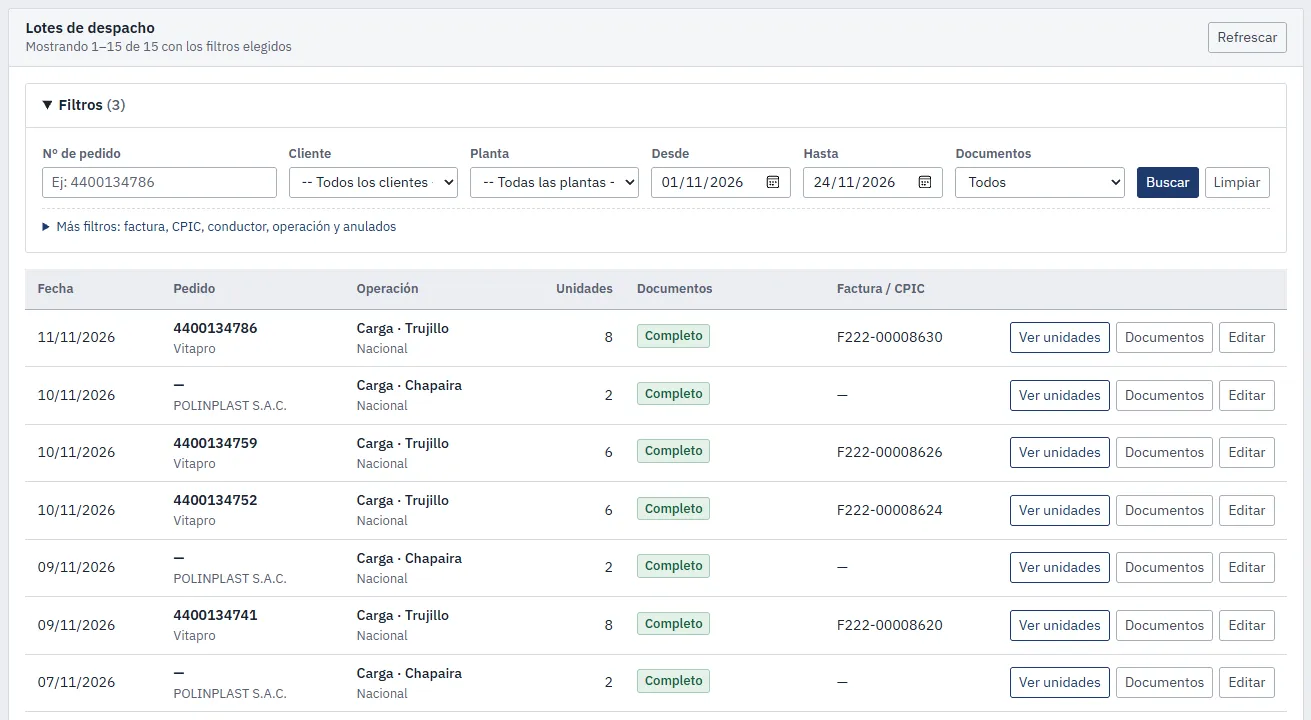 Lotes de despacho
Mostrando 1–15 de 15 con los filtros elegidos
Refrescar
▼ Filtros (3)
Nº de pedido
Cliente
Planta
Desde
Hasta
Documentos
Ej: 4400134786
-- Todos los clientes
-- Todas las plantas -
01/11/2026
24/11/2026
Todos
Buscar
Limpiar
▶ Más filtros: factura, CPIC, conductor, operación y anulados
Fecha Pedido Operación Unidades Documentos Factura / CPIC
11/11/2026 4400134786 Carga · Trujillo 8 Completo F222-00008630 Ver unidades Documentos Editar
Vitapro Nacional
10/11/2026 — Carga · Chapaira 2 Completo — Ver unidades Documentos Editar
POLINPLAST S.A.C. Nacional
10/11/2026 4400134759 Carga · Trujillo 6 Completo F222-00008626 Ver unidades Documentos Editar
Vitapro Nacional
10/11/2026 4400134752 Carga · Trujillo 6 Completo F222-00008624 Ver unidades Documentos Editar
Vitapro Nacional
09/11/2026 — Carga · Chapaira 2 Completo — Ver unidades Documentos Editar
POLINPLAST S.A.C. Nacional
09/11/2026 4400134741 Carga · Trujillo 8 Completo F222-00008620 Ver unidades Documentos Editar
Vitapro Nacional
07/11/2026 — Carga · Chapaira 2 Completo — Ver unidades Documentos Editar
POLINPLAST S.A.C. Nacional